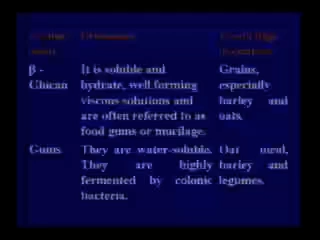 β - Glucan
It is soluble and
hydrate, well forming
viscous solutions and
are often referred to as
food gums or mucilage.
Grains,
especially
barley and
oats.
Gums
They are water-soluble.
They are highly
fermented by colonic
bacteria.
Oat meal,
barley and
legumes.